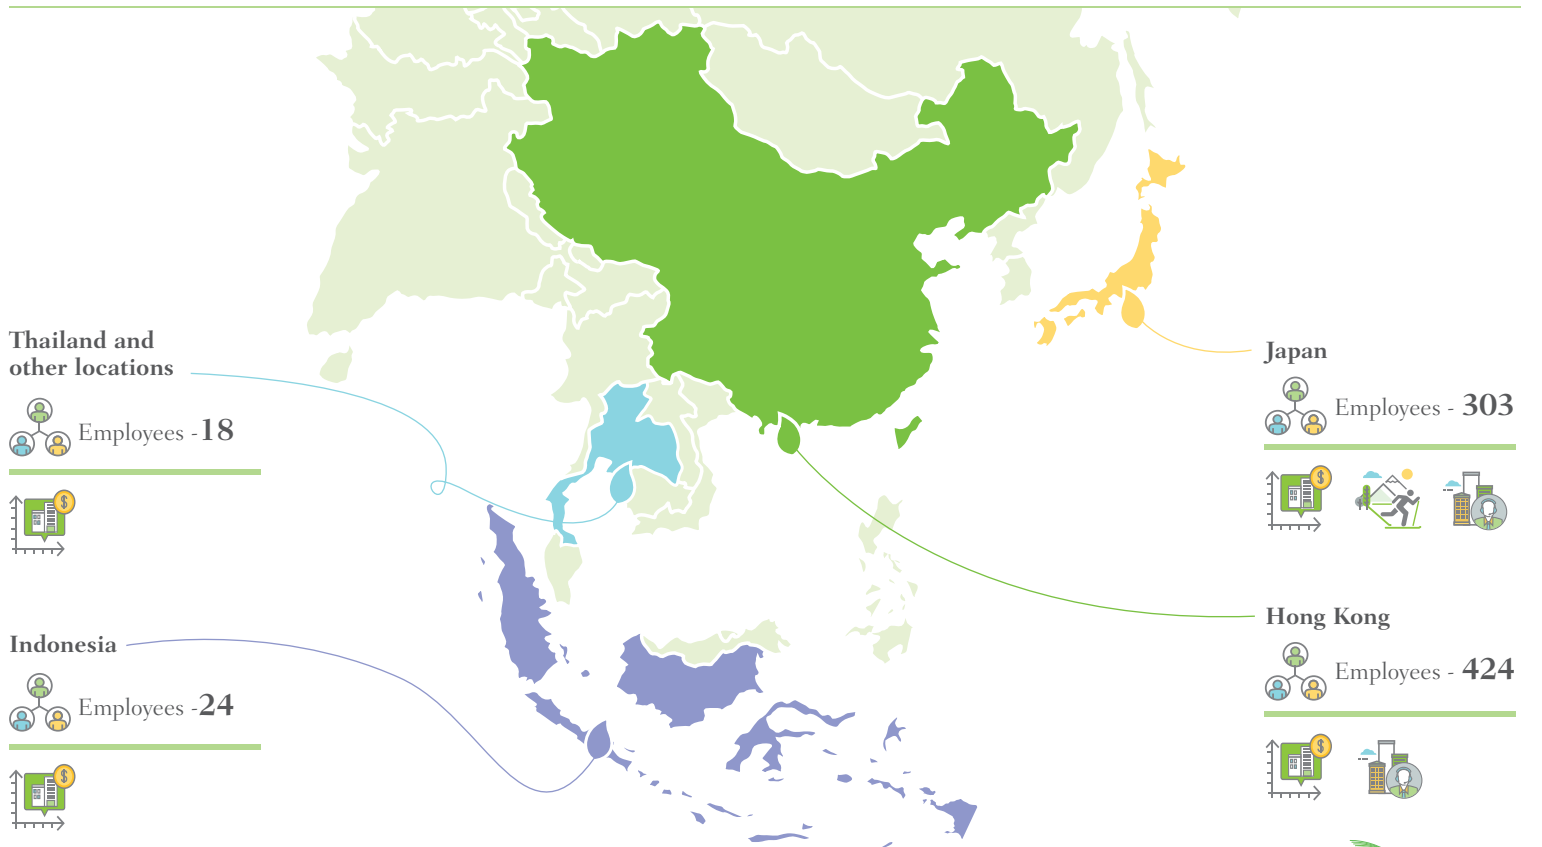 Thailand and
other locations
Employees -18
$
Indonesia
Employees -24
$
Japan
Employees - 303
$
Hong Kong
Employees - 424
$